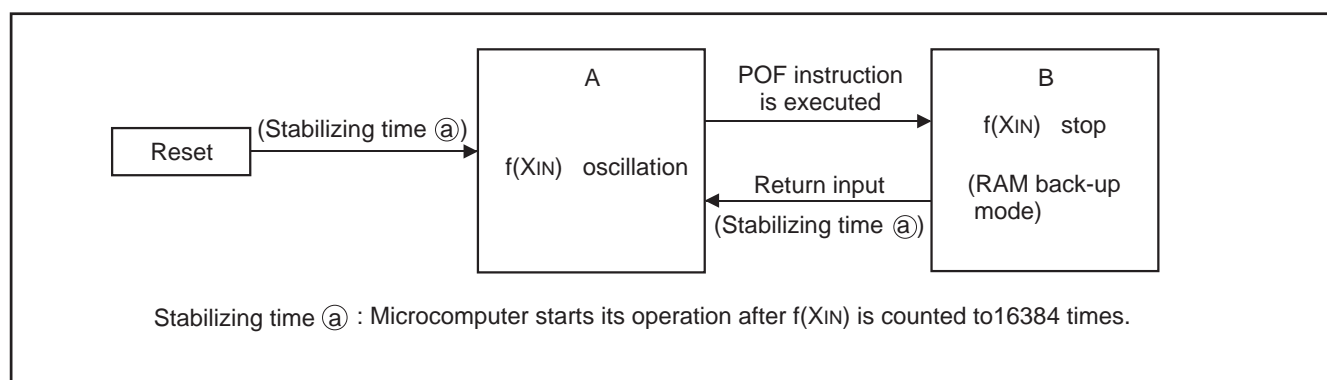 Reset
(Stabilizing time ⓐ)
A
f(XIN) oscillation
POF instruction
is executed
Return input
(Stabilizing time ⓐ)
B
f(XIN) stop
(RAM back-up
mode)
Stabilizing time ⓐ : Microcomputer starts its operation after f(XIN) is counted to16384 times.